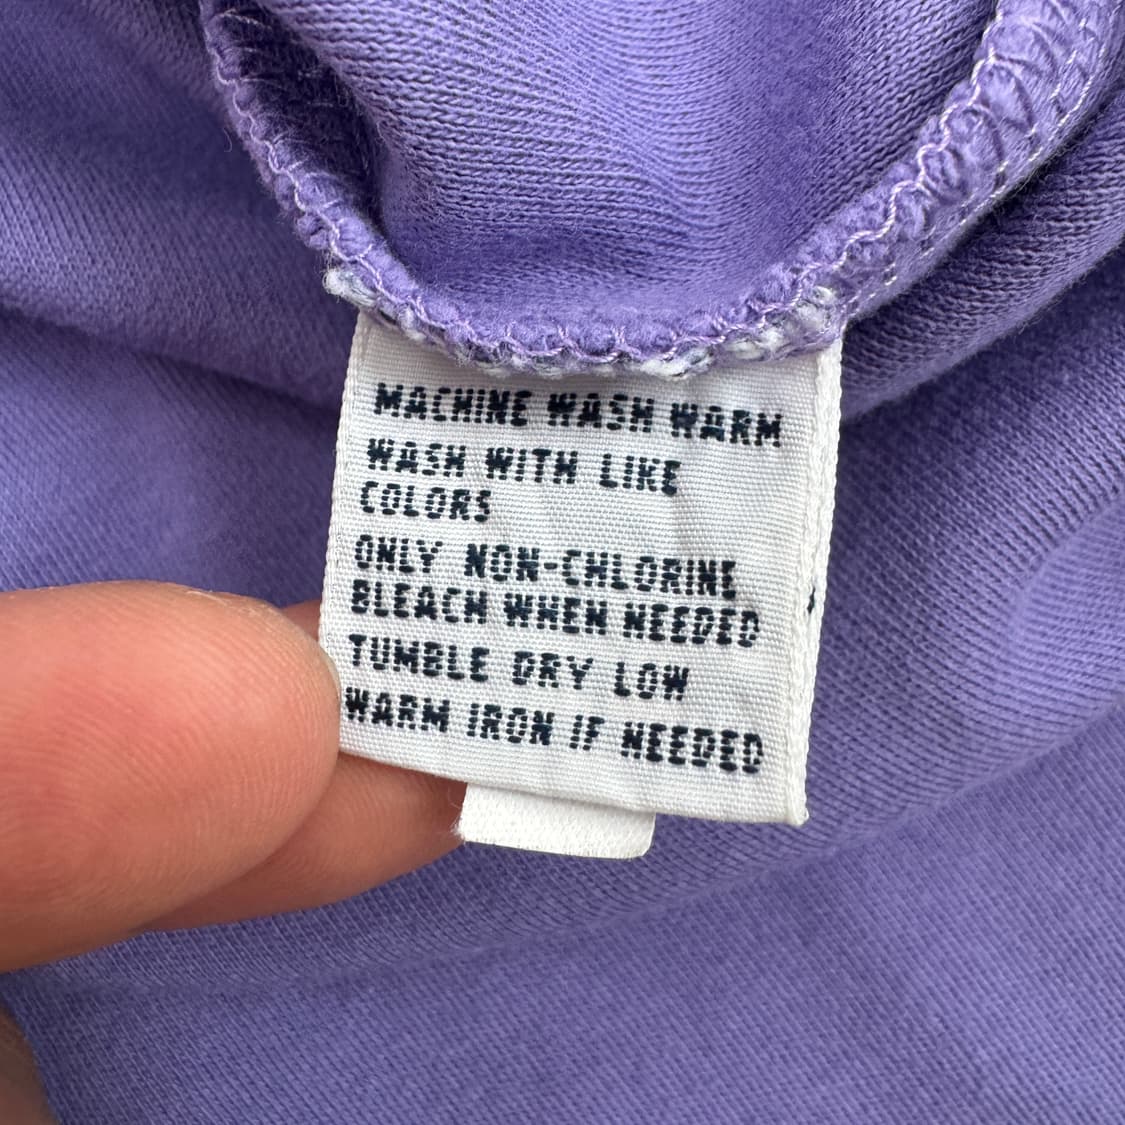 MACHINE WASH WARM
WASH WITH LIKE
COLORS
ONLY NON-CHLORINE
BLEACH WHEN NEEDED
TUMBLE DRY LOW
WARM IRON IF NEEDED